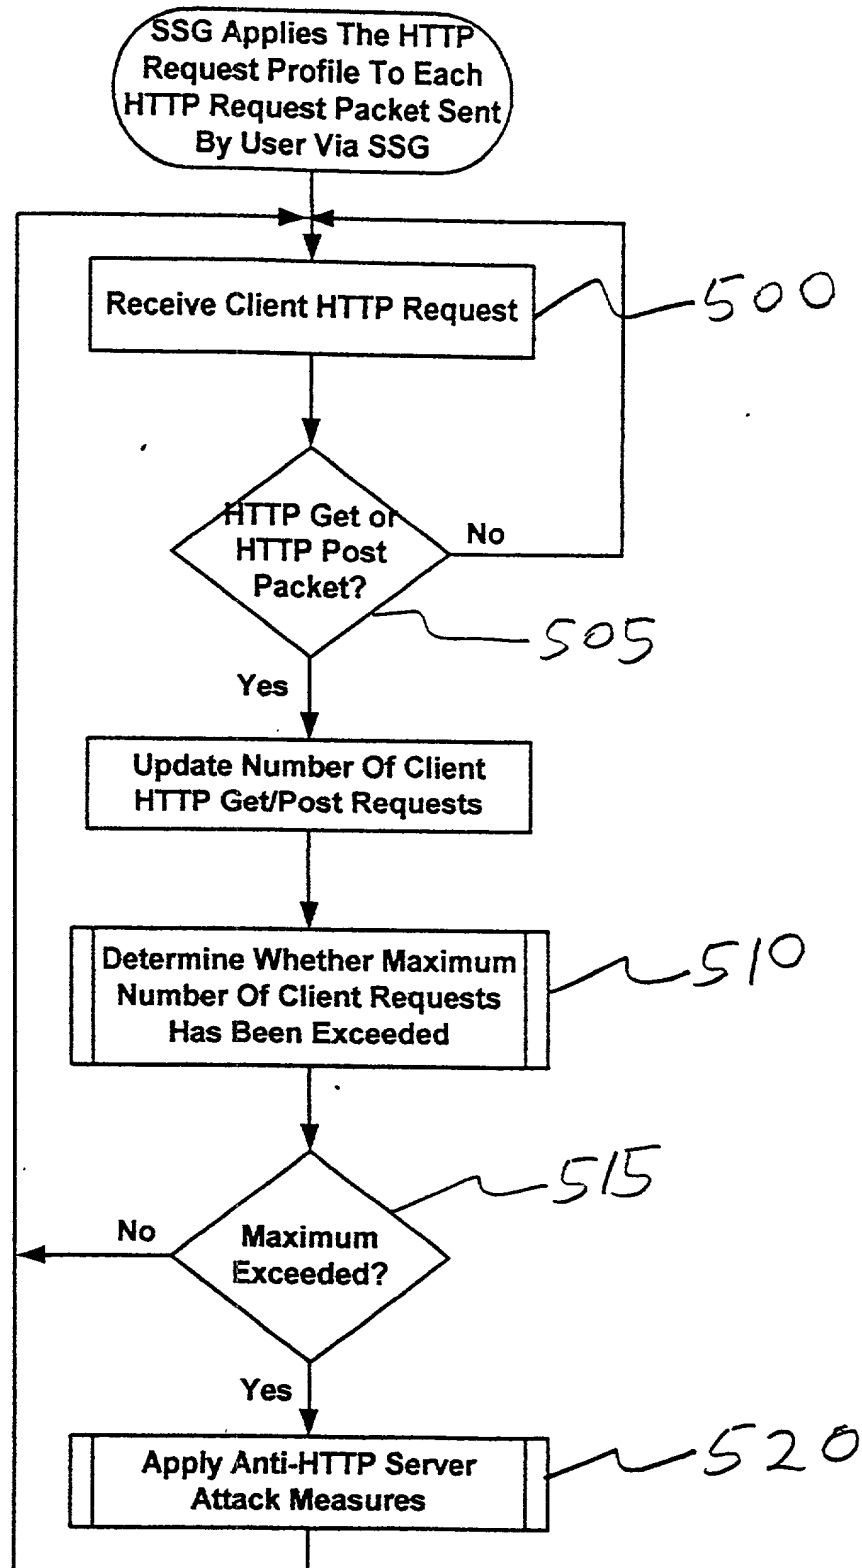 SSG Applies The HTTP
Request Profile To Each
HTTP Request Packet Sent
By User Via SSG
Receive Client HTTP Request
500
HTTP Get or
HTTP Post
Packet?
No
505
Yes
Update Number Of Client
HTTP Get/Post Requests
Determine Whether Maximum
Number Of Client Requests
Has Been Exceeded
510
515
No
Maximum
Exceeded?
Yes
Apply Anti-HTTP Server
Attack Measures
520